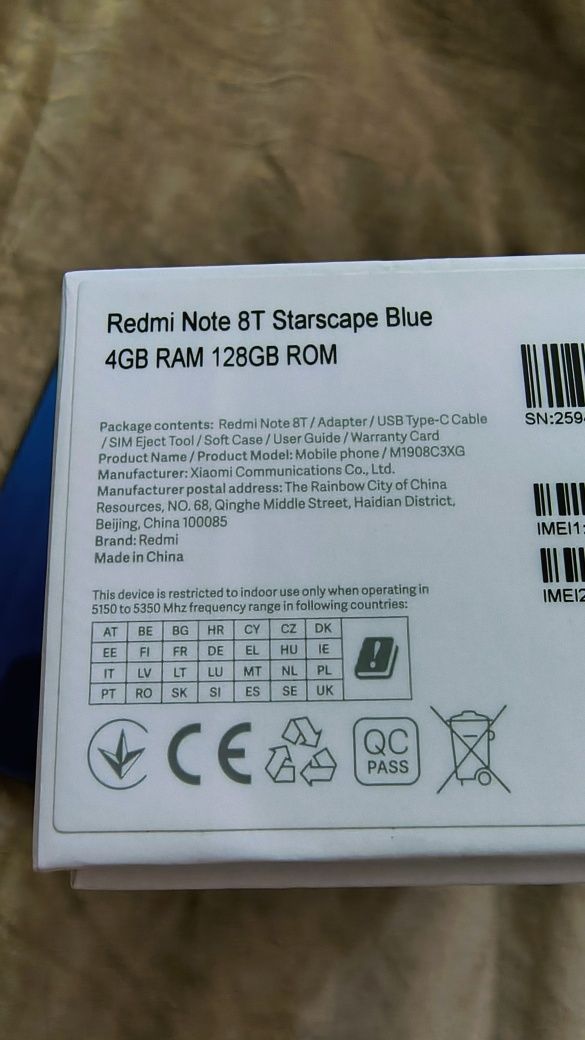 Redmi Note 8T Starscape Blue
4GB RAM 128GB ROM
Package contents: Redmi Note 8T / Adapter / USB Type-C Cable
/ SIM Eject Tool / Soft Case / User Guide / Warranty Card
Product Name / Product Model: Mobile phone / M1908C3XG
Manufacturer: Xiaomi Communications Co., Ltd.
Manufacturer postal address: The Rainbow City of China
Resources, NO. 68, Qinghe Middle Street, Haidian District,
Beijing, China 100085
Brand: Redmi
Made in China
SN:259
IMEI1:
IMEI2
This device is restricted to indoor use only when operating in
5150 to 5350 Mhz frequency range in following countries:
AT BE BG HR CY CZ DK
EE FI FR DE EL HU IE
IT LV LT LU MT NL PL
PT RO SK SI ES SE UK
CE
QC
PASS